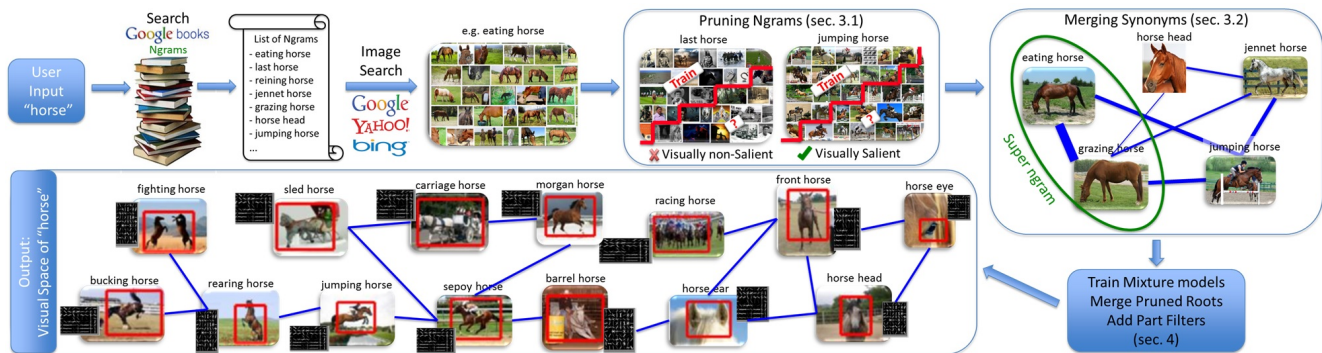 User
Input
“horse”
Search
Google books
Ngrams
List of Ngrams
- eating horse
- last horse
- reining horse
- jennet horse
- grazing horse
- horse head
- jumping horse
...
Image
Search
Google
YAHOO!
bing
e.g. eating horse
Pruning Ngrams (sec. 3.1)
last horse
jumping horse
Train
?
Train
?
Visually non-Salient
Visually Salient
Merging Synonyms (sec. 3.2)
horse head
eating horse
jennet horse
grazing horse
jumping horse
Super ngram
Train Mixture models
Merge Pruned Roots
Add Part Filters
(sec. 4)
Output:
Visual Space of “horse”
fighting horse
sled horse
carriage horse
morgan horse
racing horse
front horse
horse eye
bucking horse
rearing horse
jumping horse
sepoy horse
barrel horse
horse ear
horse head